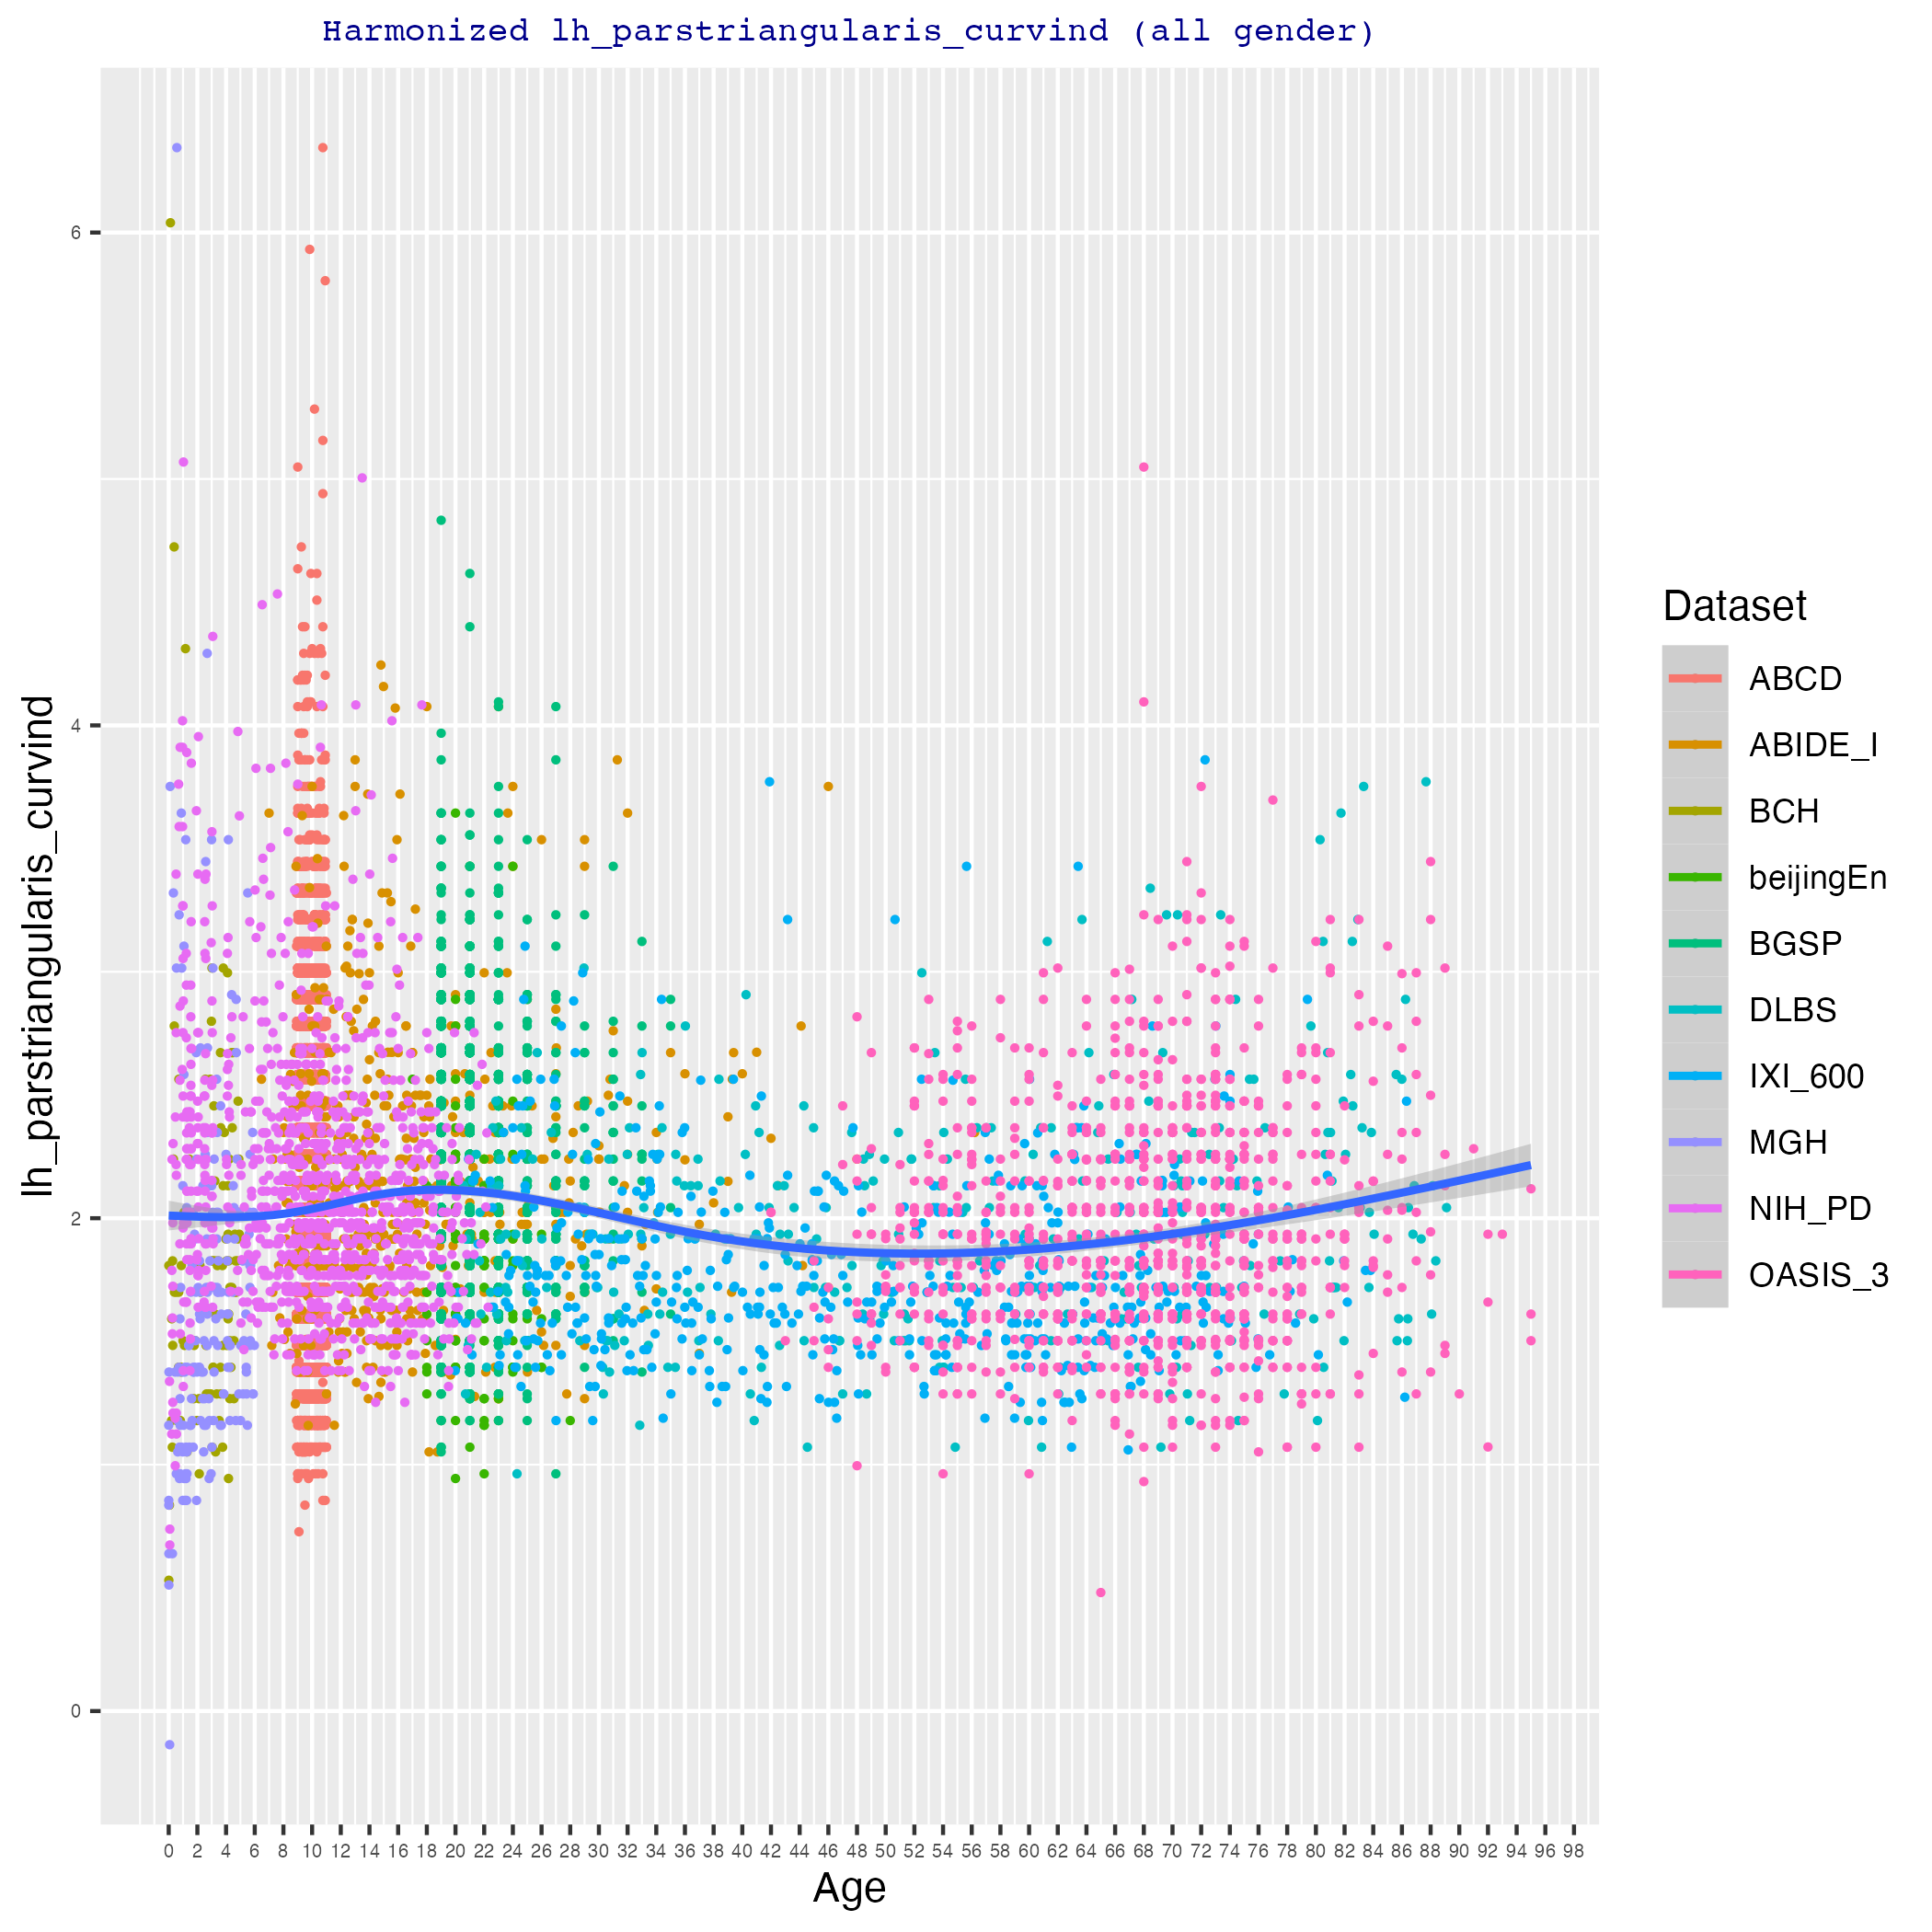 Harmonized lh_parstriangularis_curvind (all gender)
lh_parstriangularis_curvind
6
4
2
0
0 2 4 6 8 10 12 14 16 18 20 22 24 26 28 30 32 34 36 38 40 42 44 46 48 50 52 54 56 58 60 62 64 66 68 70 72 74 76 78 80 82 84 86 88 90 92 94 96 98
Age
Dataset
ABCD
ABIDE_I
BCH
beijingEn
BGSP
DLBS
IXI_600
MGH
NIH_PD
OASIS_3